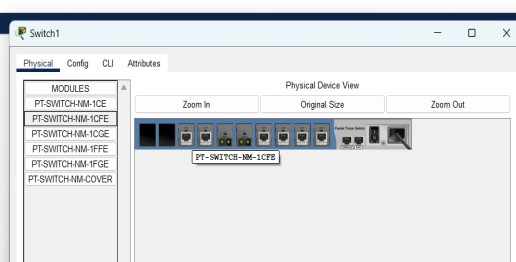 Switch1
Physical Config CLI Attributes
MODULES
PT-SWITCH-NM-1CE
PT-SWITCH-NM-1CFE
PT-SWITCH-NM-1CGE
PT-SWITCH-NM-1FFE
PT-SWITCH-NM-1FGE
PT-SWITCH-NM-COVER
Physical Device View
Zoom In Original Size Zoom Out
PT-SWITCH-NM-1CFE